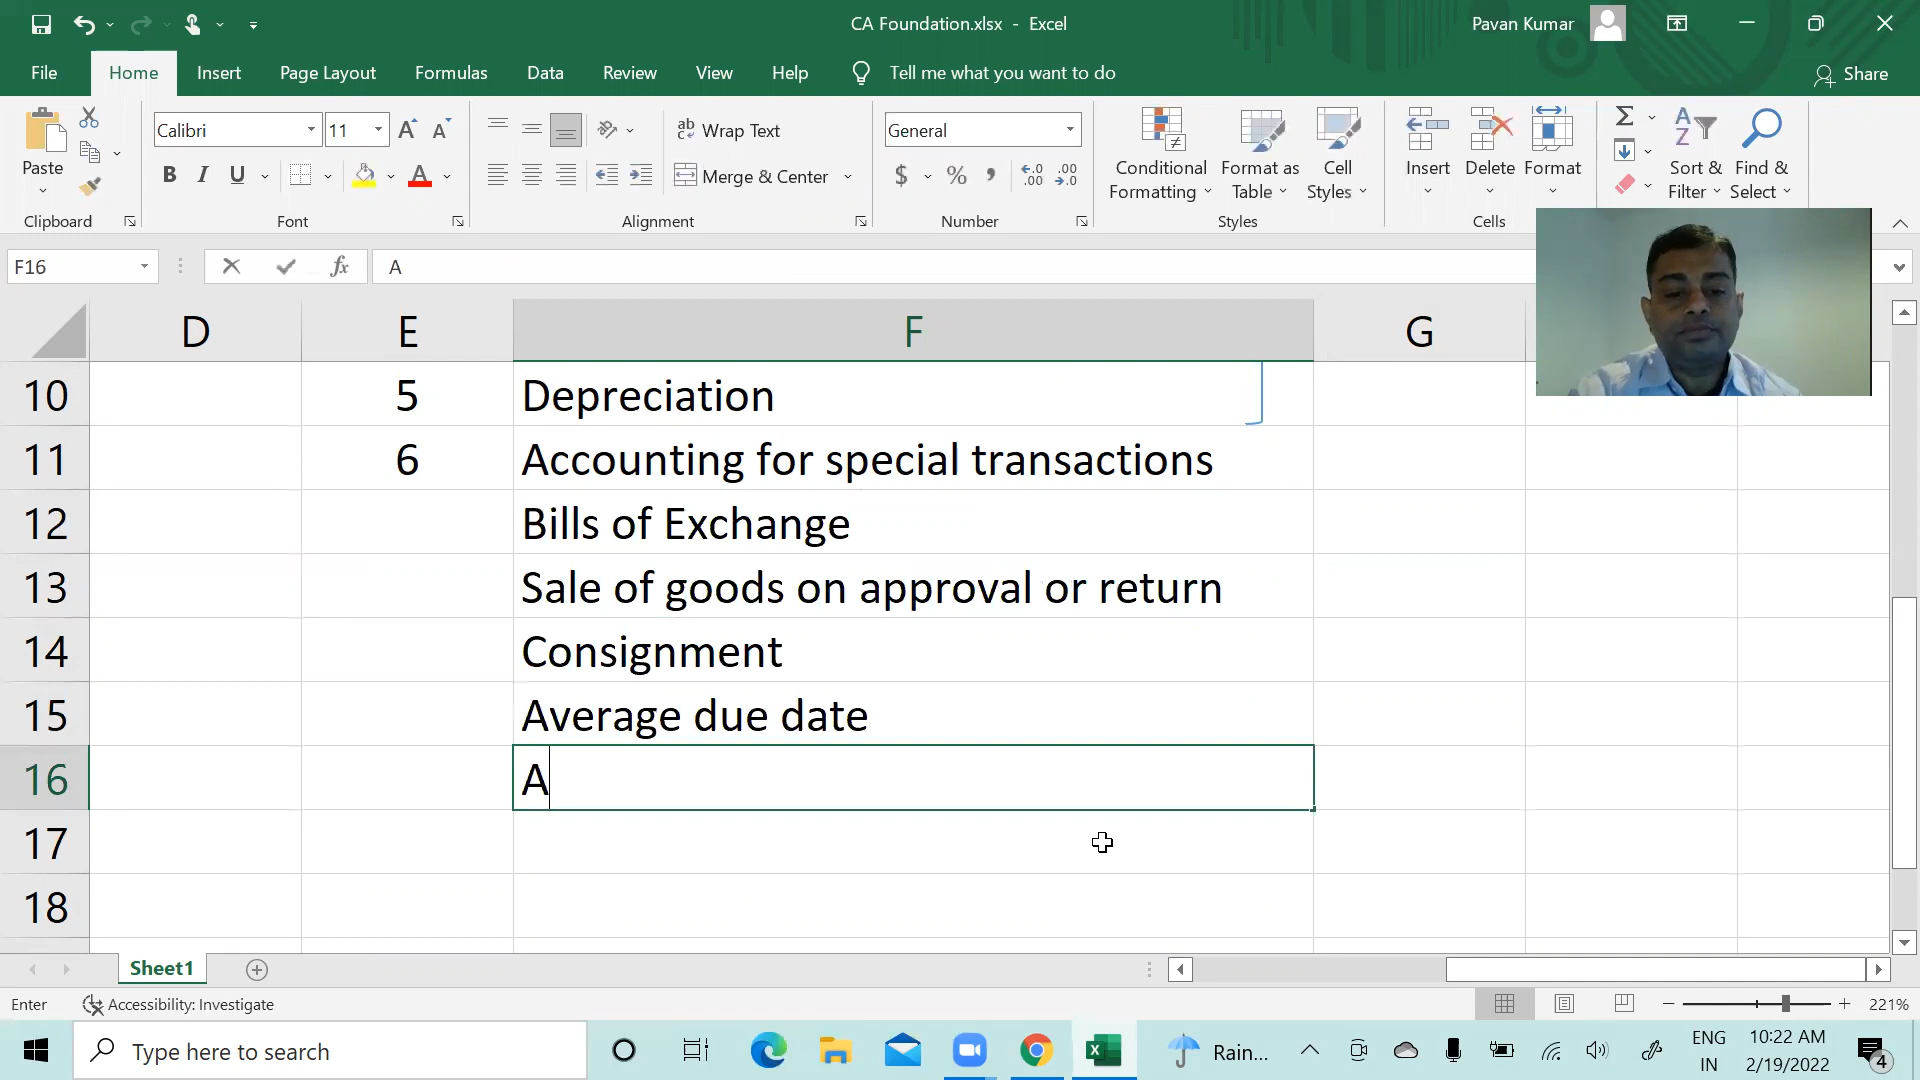 CA Foundation.xlsx - Excel
Pavan Kumar
File Home Insert Page Layout Formulas Data Review View Help Tell me what you want to do Share
Paste
Clipboard
Calibri 11
B I U
Font
Wrap Text
Merge & Center
Alignment
General
$ % ,
Number
Conditional Formatting
Format as Table
Cell Styles
Styles
Insert Delete Format
Cells
Sort & Filter
Find & Select
F16 fx A
D E F G
10 5 Depreciation
11 6 Accounting for special transactions
12 Bills of Exchange
13 Sale of goods on approval or return
14 Consignment
15 Average due date
16 A
17
18
Sheet1
Enter Accessibility: Investigate 221%
Type here to search
Rain...
ENG
IN
10:22 AM
2/19/2022
4